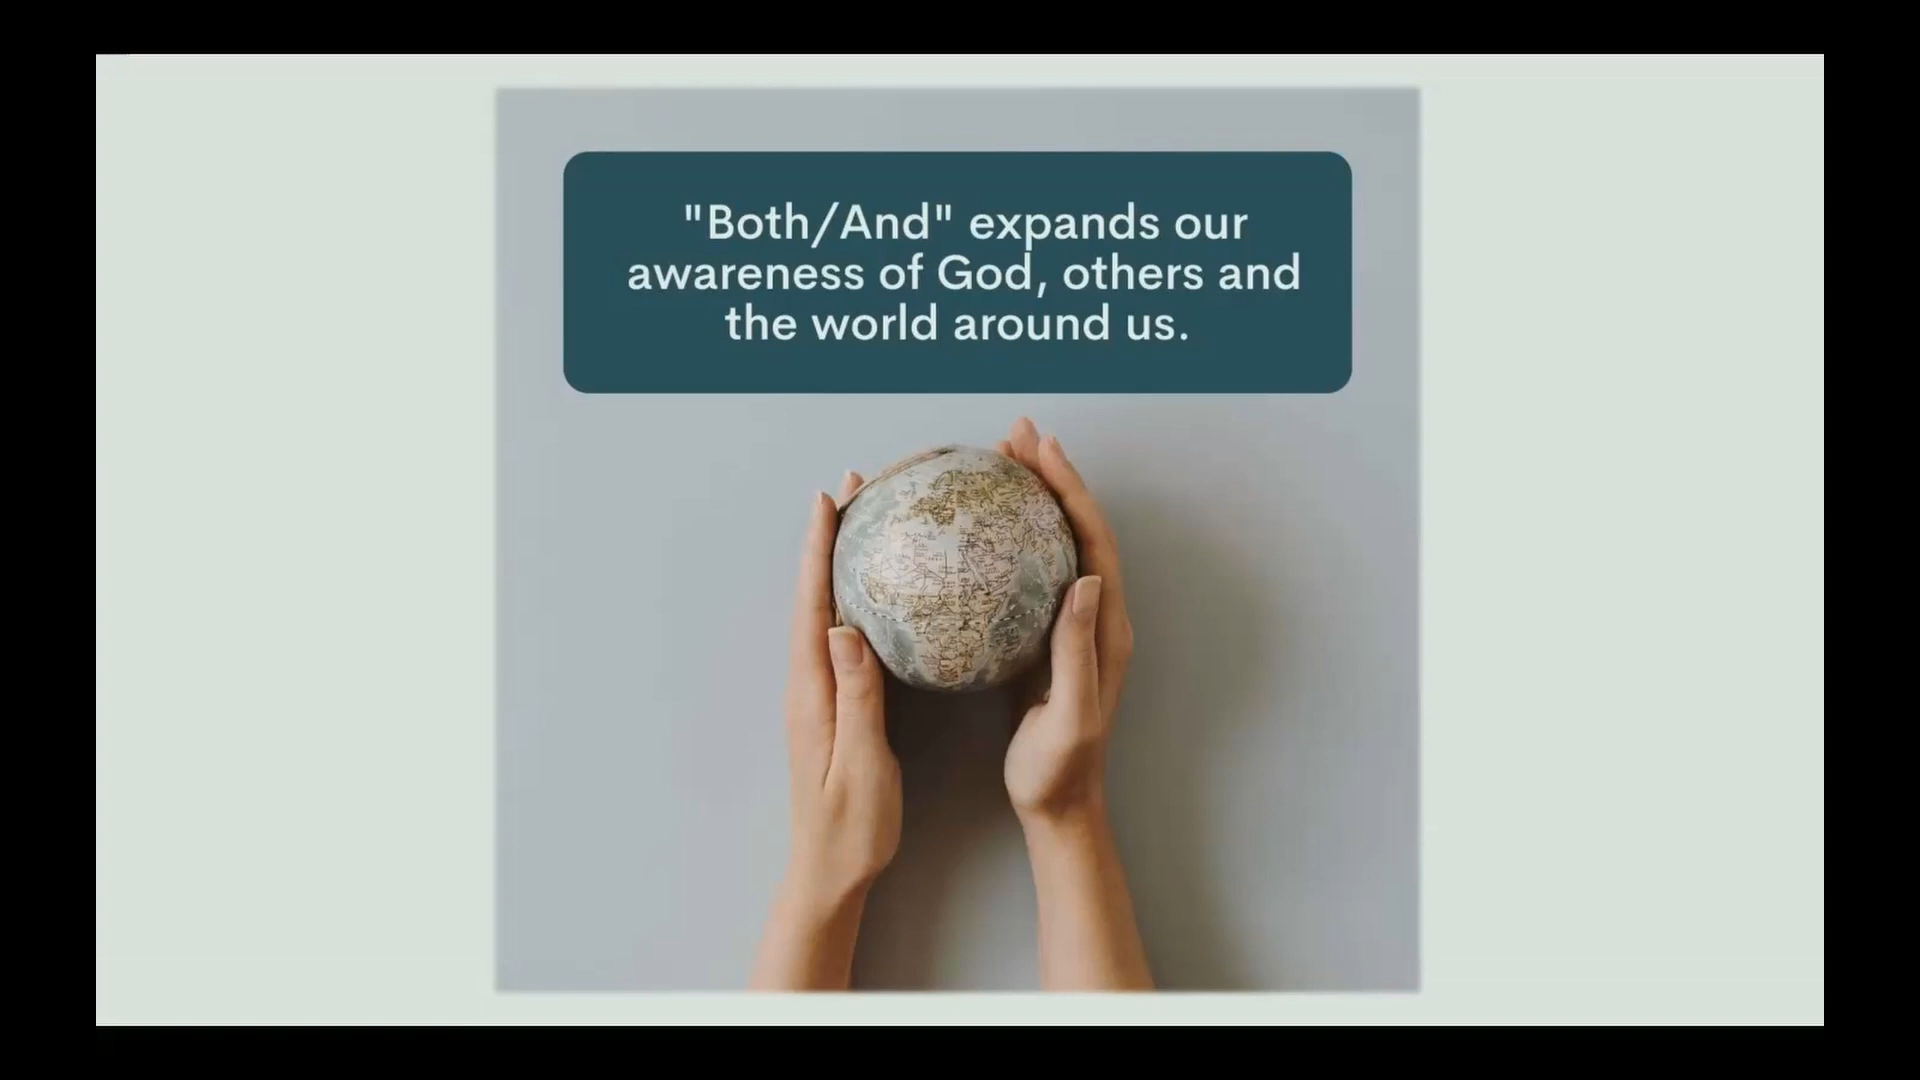 "Both/And" expands our
awareness of God, others and
the world around us.